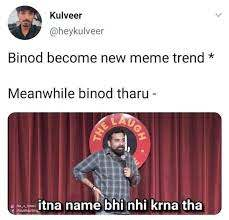 Kulveer
@heykulveer
Binod become new meme trend *
Meanwhile binod tharu -
THE LAUGH
itna name bhi nhi krna tha